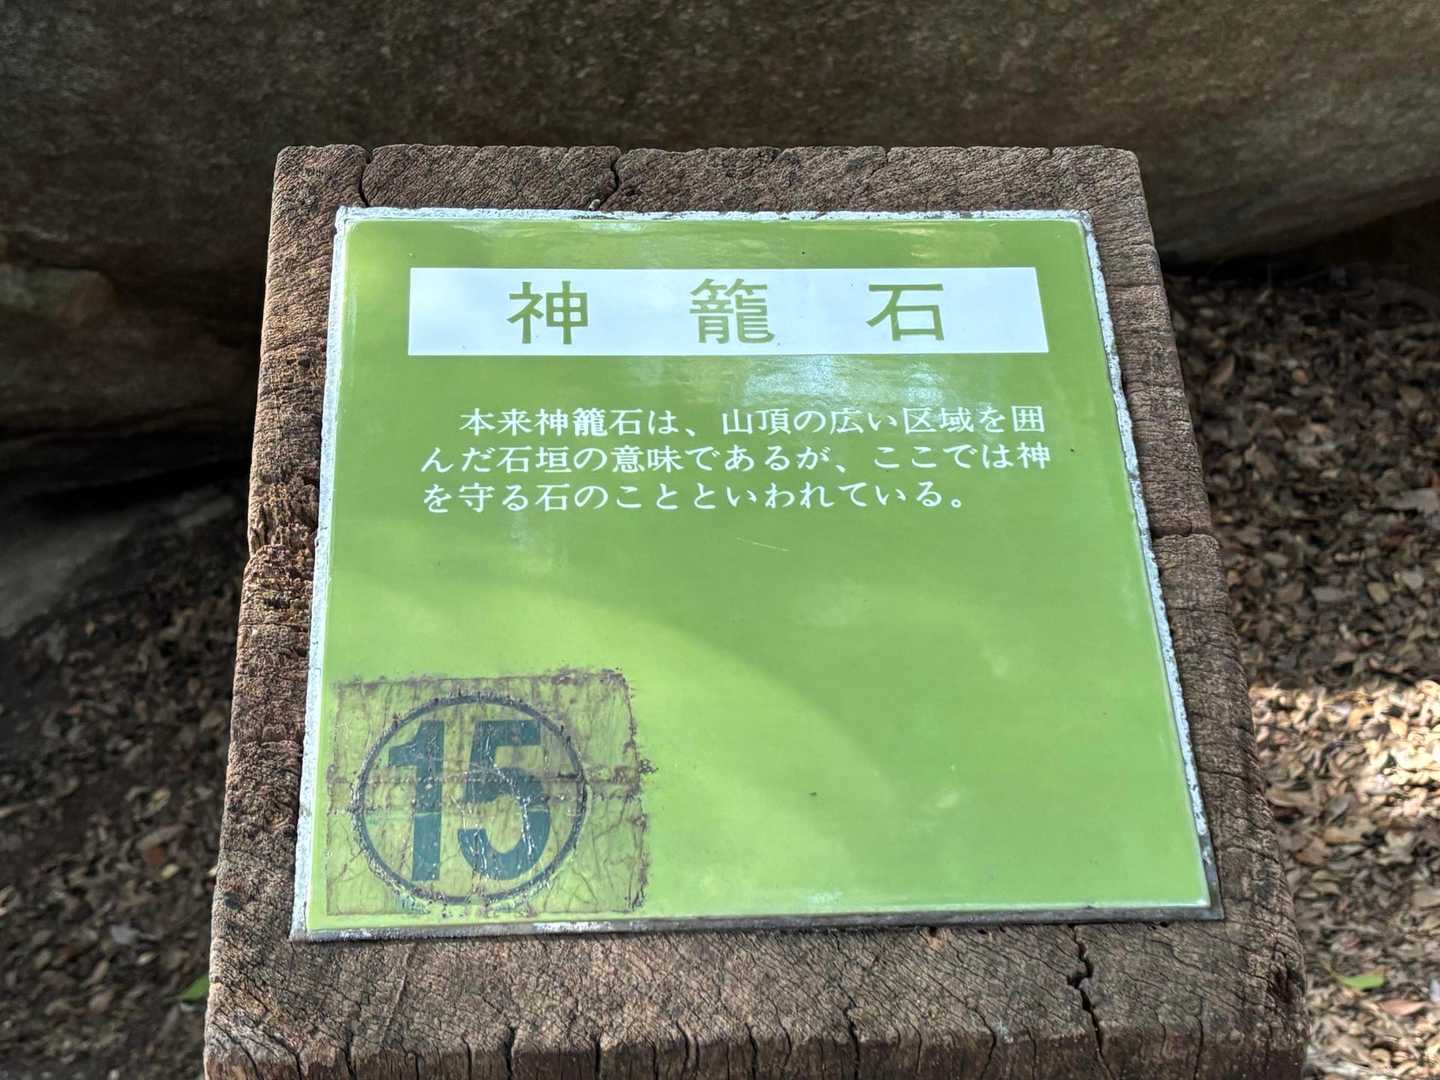 神籠石
本来神籠石は、山頂の広い区域を囲
んだ石垣の意味であるが、ここでは神
を守る石のことといわれている。
15